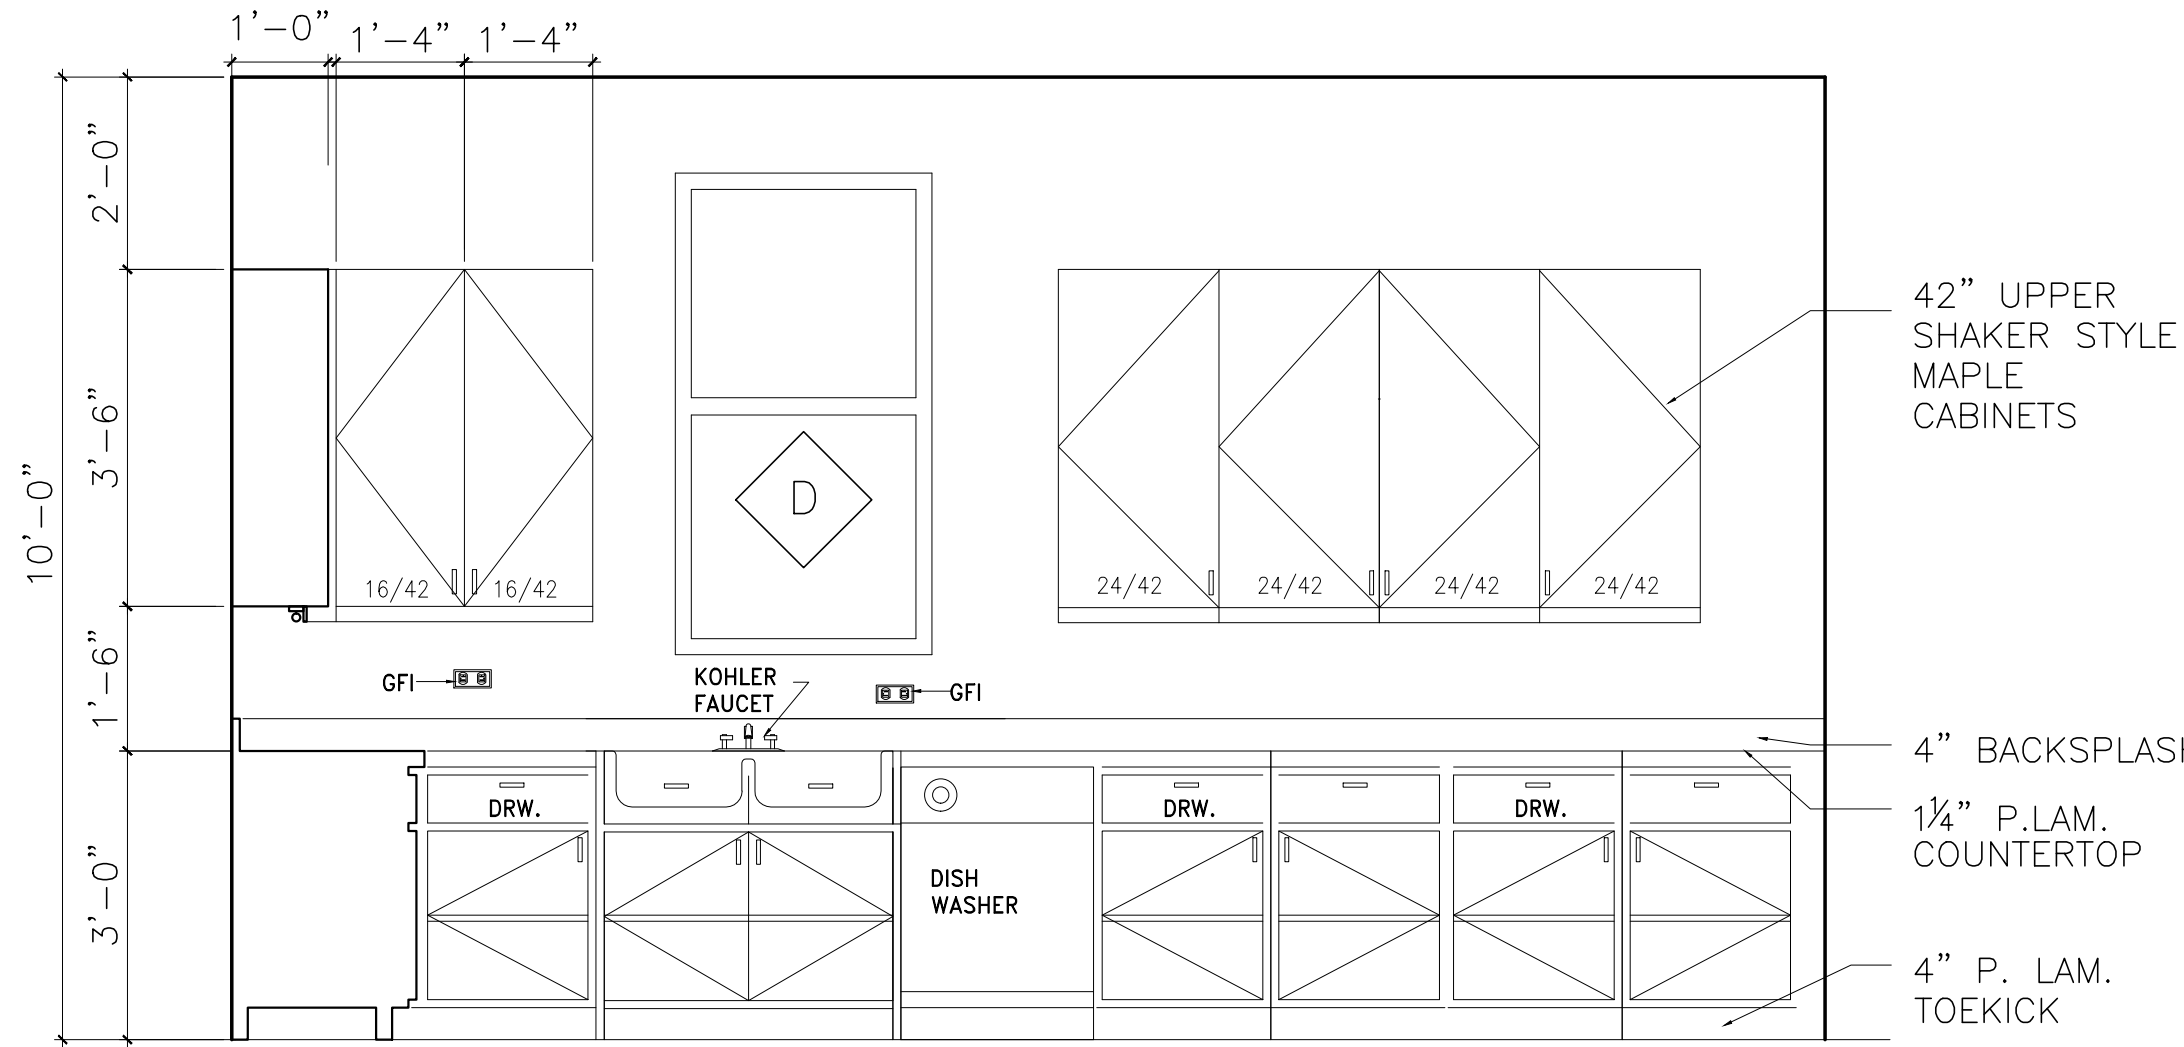 1'-0"
1'-4"
1'-4"
2'-0"
3'-6"
10'-0"
1'-6"
3'-0"
D
16/42
16/42
24/42
24/42
24/42
24/42
42" UPPER
SHAKER STYLE
MAPLE
CABINETS
GFI
KOHLER
FAUCET
GFI
4" BACKSPLASH
1¼" P.LAM.
COUNTERTOP
DRW.
DRW.
DRW.
DISH
WASHER
4" P. LAM.
TOEKICK